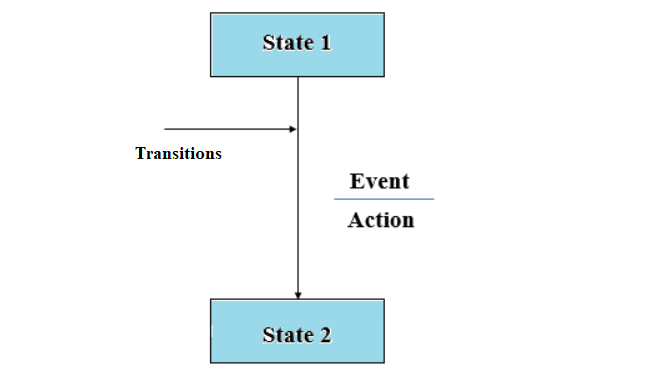 State 1
Transitions
Event
Action
State 2